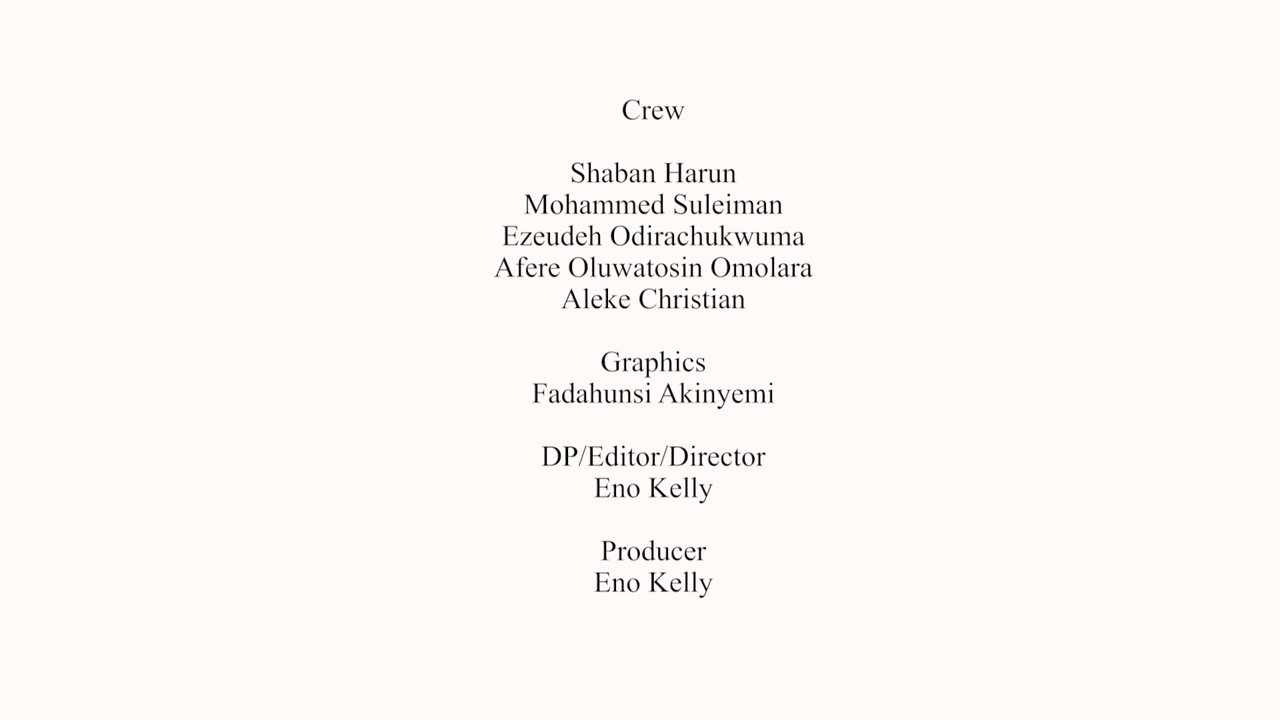 Crew
Shaban Harun
Mohammed Suleiman
Ezeudeh Odirachukwuma
Afere Oluwatosin Omolara
Aleke Christian
Graphics
Fadahunsi Akinyemi
DP/Editor/Director
Eno Kelly
Producer
Eno Kelly